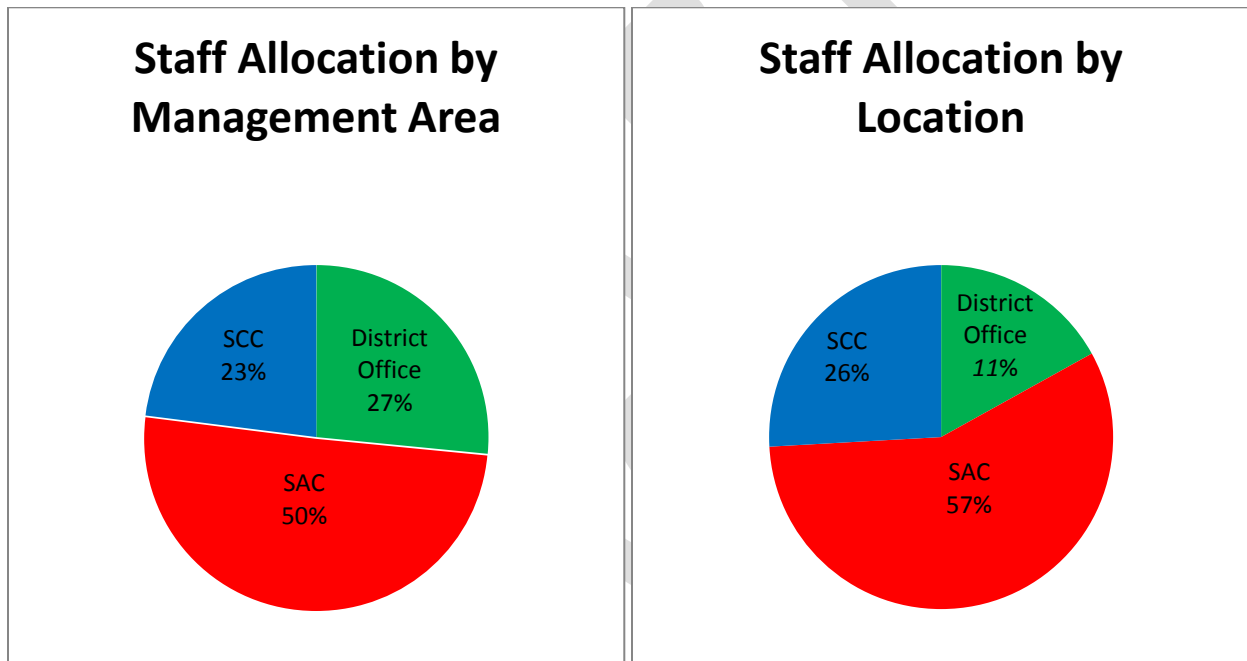 Staff Allocation by
Management Area
SCC
23%
District
Office
27%
SAC
50%
Staff Allocation by
Location
District
Office
11%
SCC
26%
SAC
57%